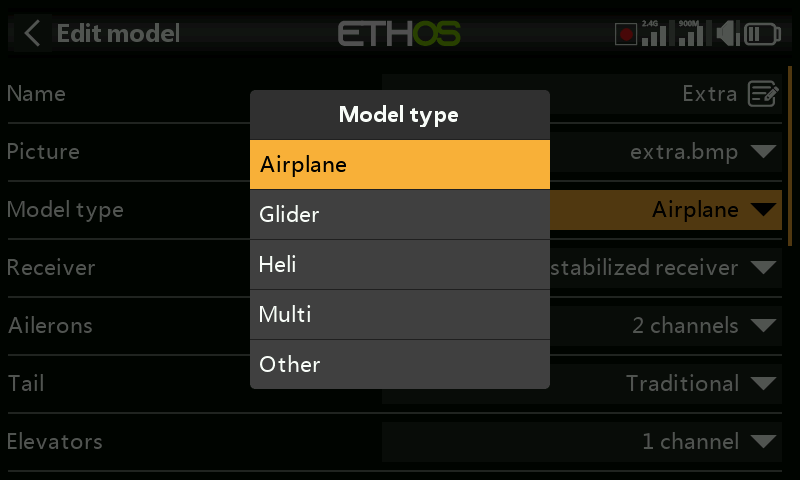 Edit model
ETHOS
2.4G
900M
Name
Extra
Model type
Picture
extra.bmp
Airplane
Model type
Airplane
Glider
Receiver
stabilized receiver
Heli
Ailerons
2 channels
Multi
Tail
Traditional
Other
Elevators
1 channel